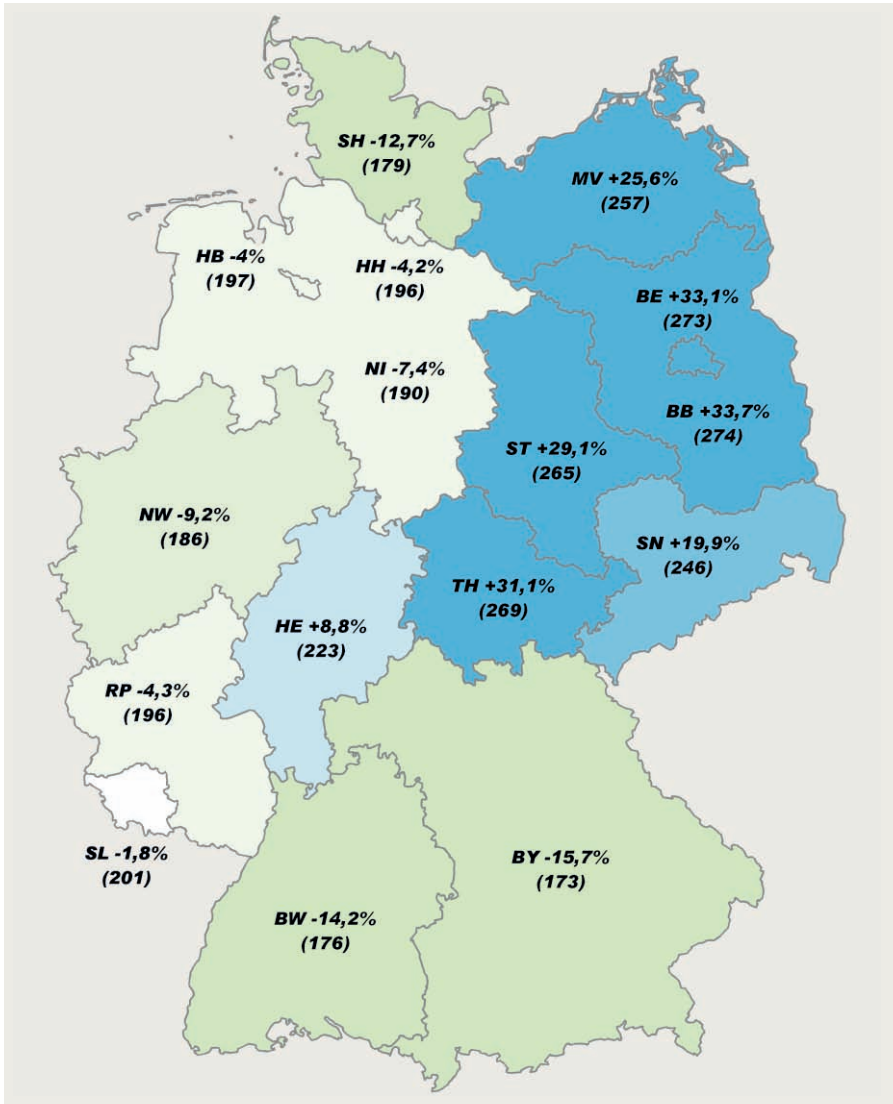 SH -12,7%
(179)
MV +25,6%
(257)
HB -4%
(197)
HH -4,2%
(196)
BE +33,1%
(273)
NI -7,4%
(190)
BB +33,7%
(274)
ST +29,1%
(265)
NW -9,2%
(186)
SN +19,9%
(246)
TH +31,1%
(269)
HE +8,8%
(223)
RP -4,3%
(196)
SL -1,8%
(201)
BY -15,7%
(173)
BW -14,2%
(176)